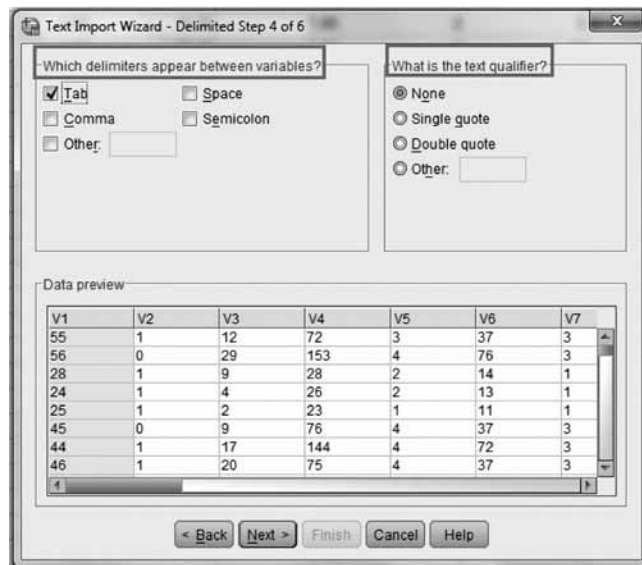 Text Import Wizard - Delimited Step 4 of 6
Which delimiters appear between variables?
Tab
Space
Comma
Semicolon
Other:
What is the text qualifier?
None
Single quote
Double quote
Other:
Data preview
V1 V2 V3 V4 V5 V6 V7
55 1 12 72 3 37 3
56 0 29 153 4 76 3
28 1 9 28 2 14 1
24 1 4 26 2 13 1
25 1 2 23 1 11 1
45 0 9 76 4 37 3
44 1 17 144 4 72 3
46 1 20 75 4 37 3
< Back Next > Finish Cancel Help